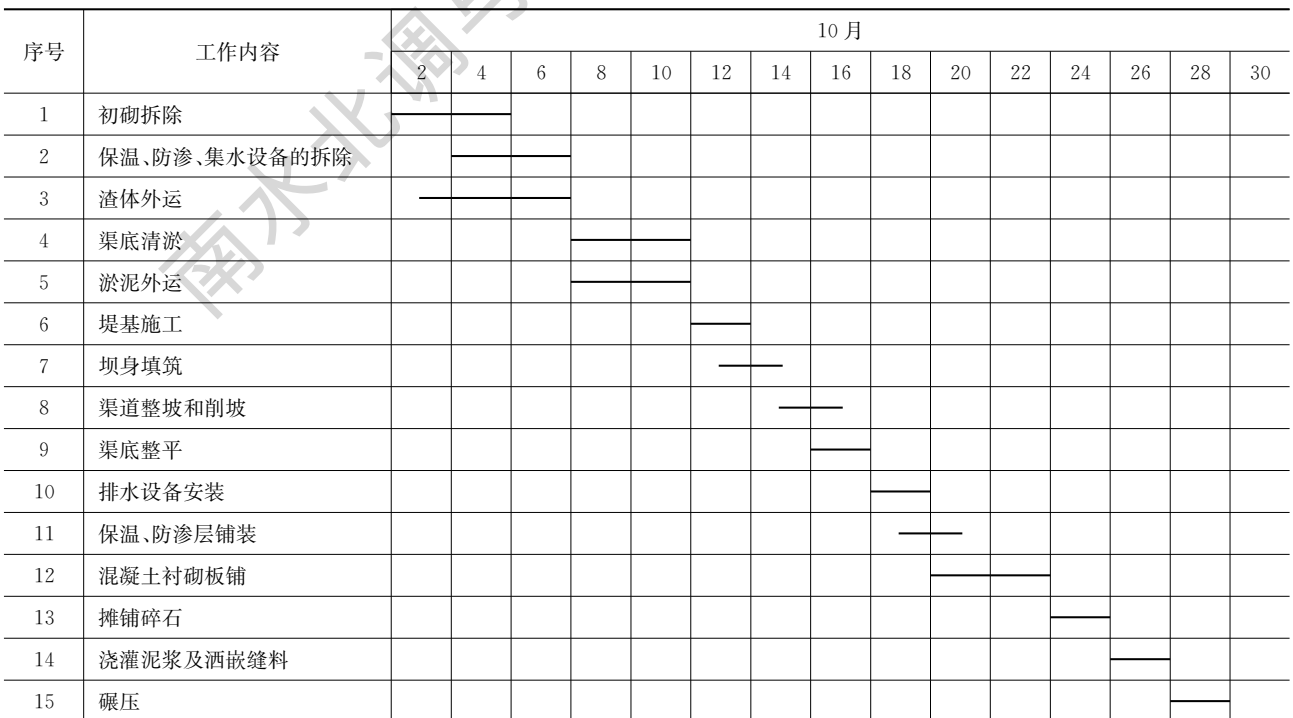 序号 工作内容 10 月
2 4 6 8 10 12 14 16 18 20 22 24 26 28 30
1 初砌拆除
2 保温、防渗、集水设备的拆除
3 渣体外运
4 渠底清淤
5 淤泥外运
6 堤基施工
7 坝身填筑
8 渠道整坡和削坡
9 渠底整平
10 排水设备安装
11 保温、防渗层铺装
12 混凝土衬砌板铺
13 摊铺碎石
14 浇灌泥浆及洒嵌缝料
15 碾压
南水北调与